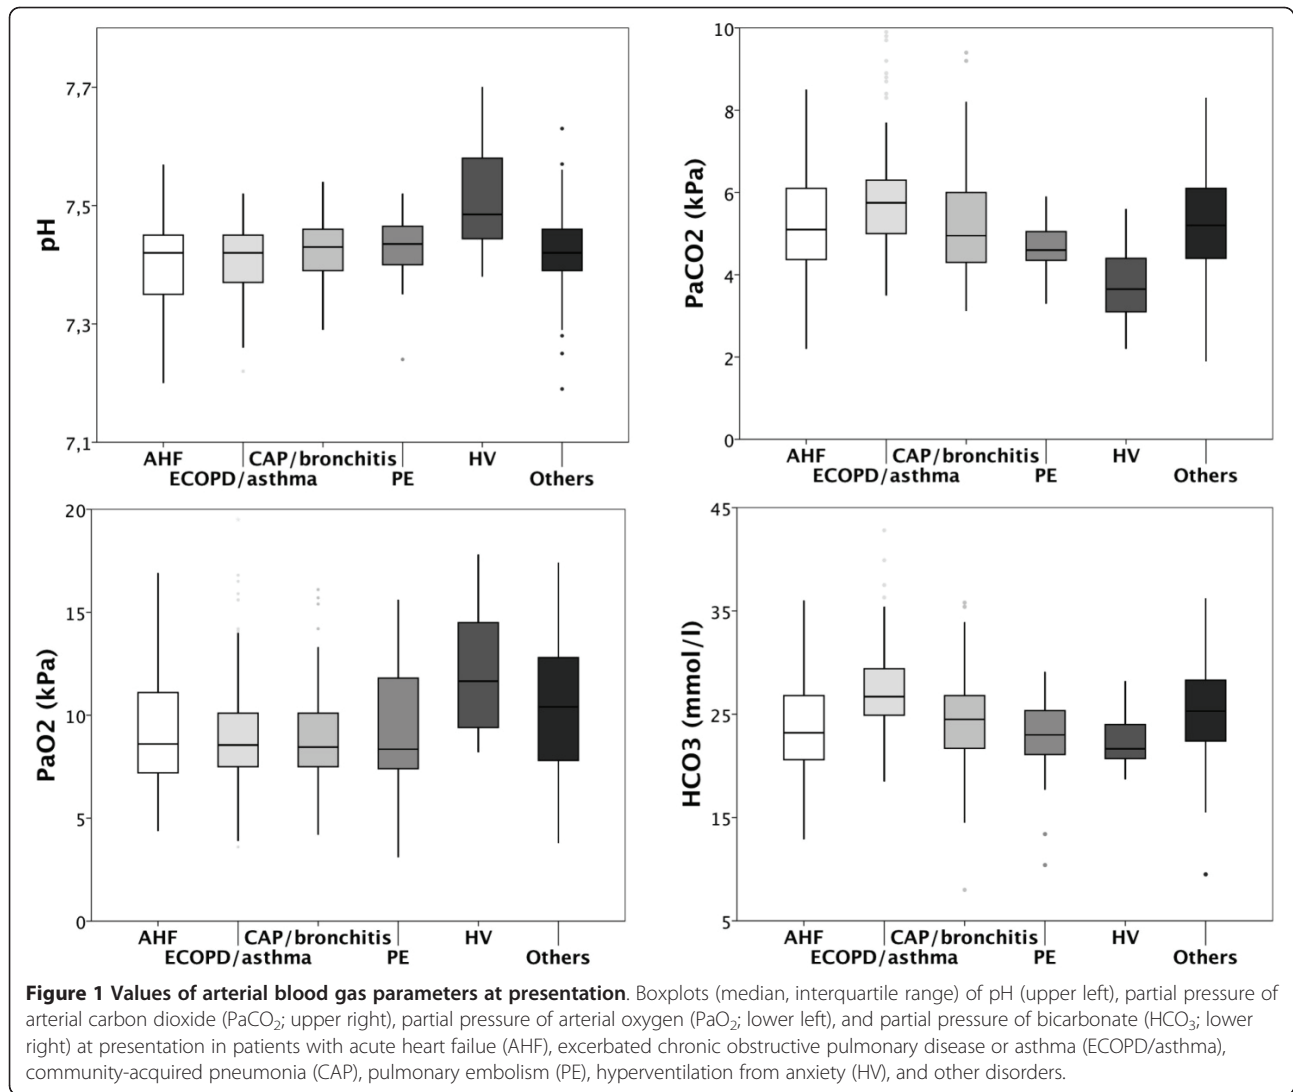 7,7
7,5
7,3
7,1
pH
AHF
CAP/bronchitis
HV
ECOPD/asthma
PE
Others
10
8
6
4
2
0
PaCO2 (kPa)
AHF
CAP/bronchitis
HV
ECOPD/asthma
PE
Others
20
15
10
5
0
PaO2 (kPa)
AHF
CAP/bronchitis
HV
ECOPD/asthma
PE
Others
45
35
25
15
5
HCO3 (mmol/l)
AHF
CAP/bronchitis
HV
ECOPD/asthma
PE
Others
Figure 1 Values of arterial blood gas parameters at presentation. Boxplots (median, interquartile range) of pH (upper left), partial pressure of
arterial carbon dioxide (PaCO₂; upper right), partial pressure of arterial oxygen (PaO₂; lower left), and partial pressure of bicarbonate (HCO₃; lower
right) at presentation in patients with acute heart failue (AHF), excerbated chronic obstructive pulmonary disease or asthma (ECOPD/asthma),
community-acquired pneumonia (CAP), pulmonary embolism (PE), hyperventilation from anxiety (HV), and other disorders.